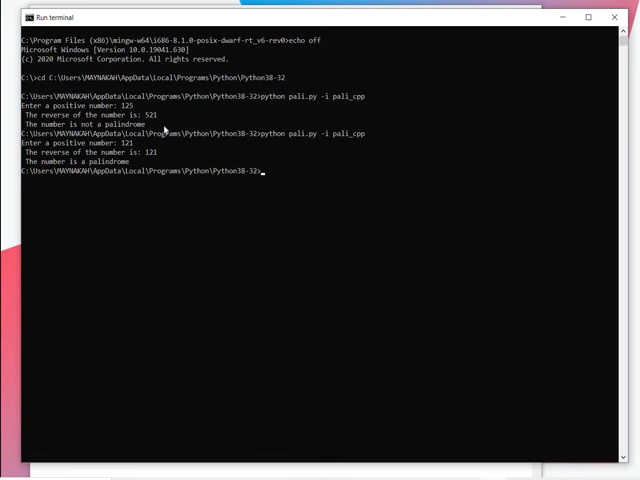 Run terminal
C:\Program Files (x86)\mingw-w64\i686-8.1.0-posix-dwarf-rt_v6-rev0>echo off
Microsoft Windows [Version 10.0.19041.630]
(c) 2020 Microsoft Corporation. All rights reserved.
C:\>cd C:\Users\MAYNAKAH\AppData\Local\Programs\Python\Python38-32
C:\Users\MAYNAKAH\AppData\Local\Programs\Python\Python38-32>python pali.py -i pali_cpp
Enter a positive number: 125
The reverse of the number is: 521
The number is not a palindrome
C:\Users\MAYNAKAH\AppData\Local\Programs\Python\Python38-32>python pali.py -i pali_cpp
Enter a positive number: 121
The reverse of the number is: 121
The number is a palindrome
C:\Users\MAYNAKAH\AppData\Local\Programs\Python\Python38-32>